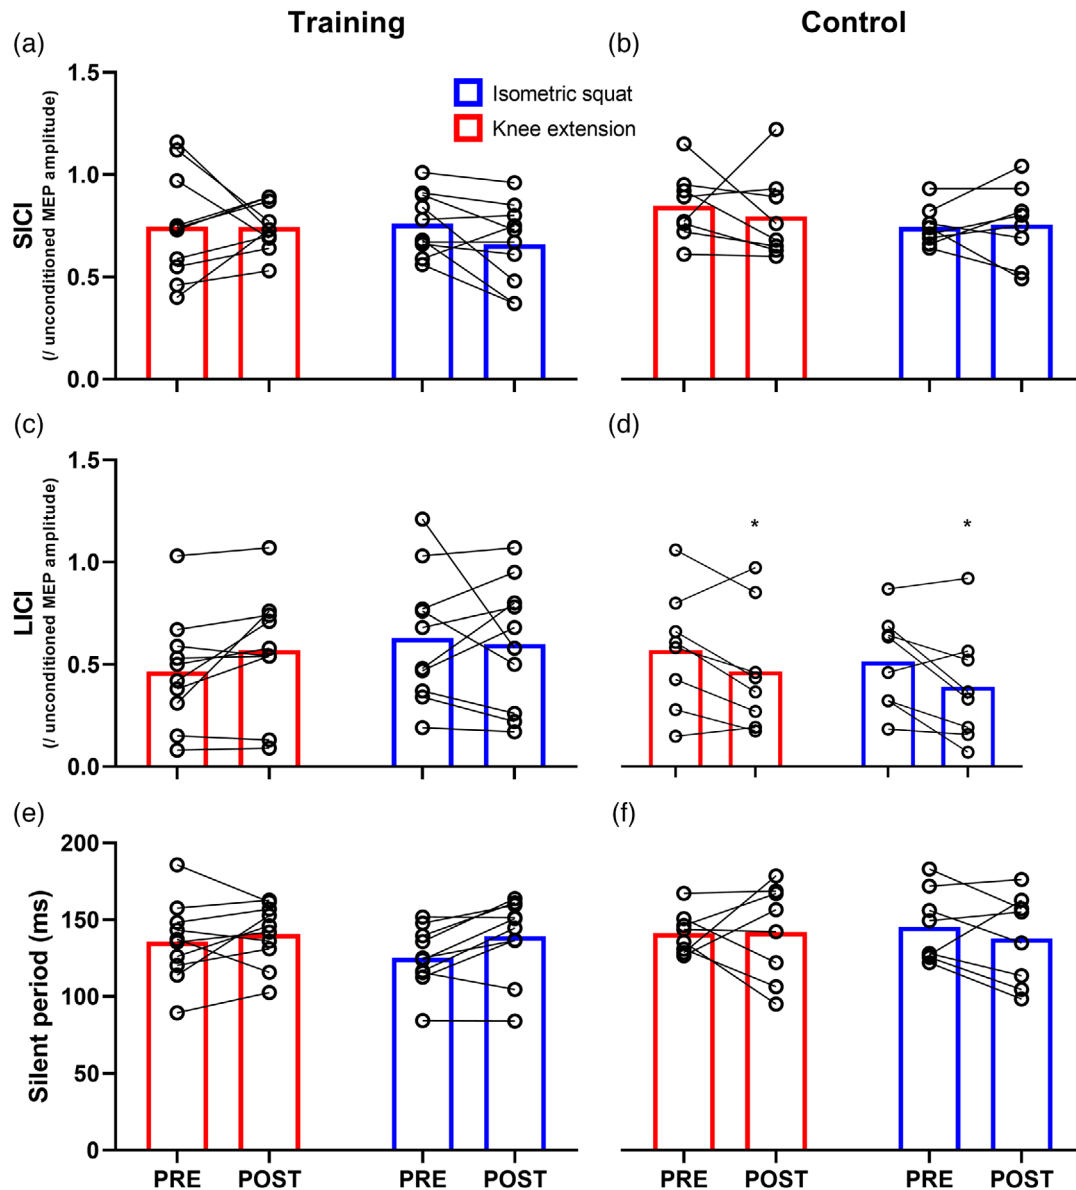 Training
Control
(a)
(b)
Isometric squat
Knee extension
SICI
(/ unconditioned MEP amplitude)
1.5
1.0
0.5
0.0
(c)
(d)
LICI
(/ unconditioned MEP amplitude)
1.5
1.0
0.5
0.0
*
*
(e)
(f)
Silent period (ms)
200
150
100
50
0
PRE POST PRE POST PRE POST PRE POST